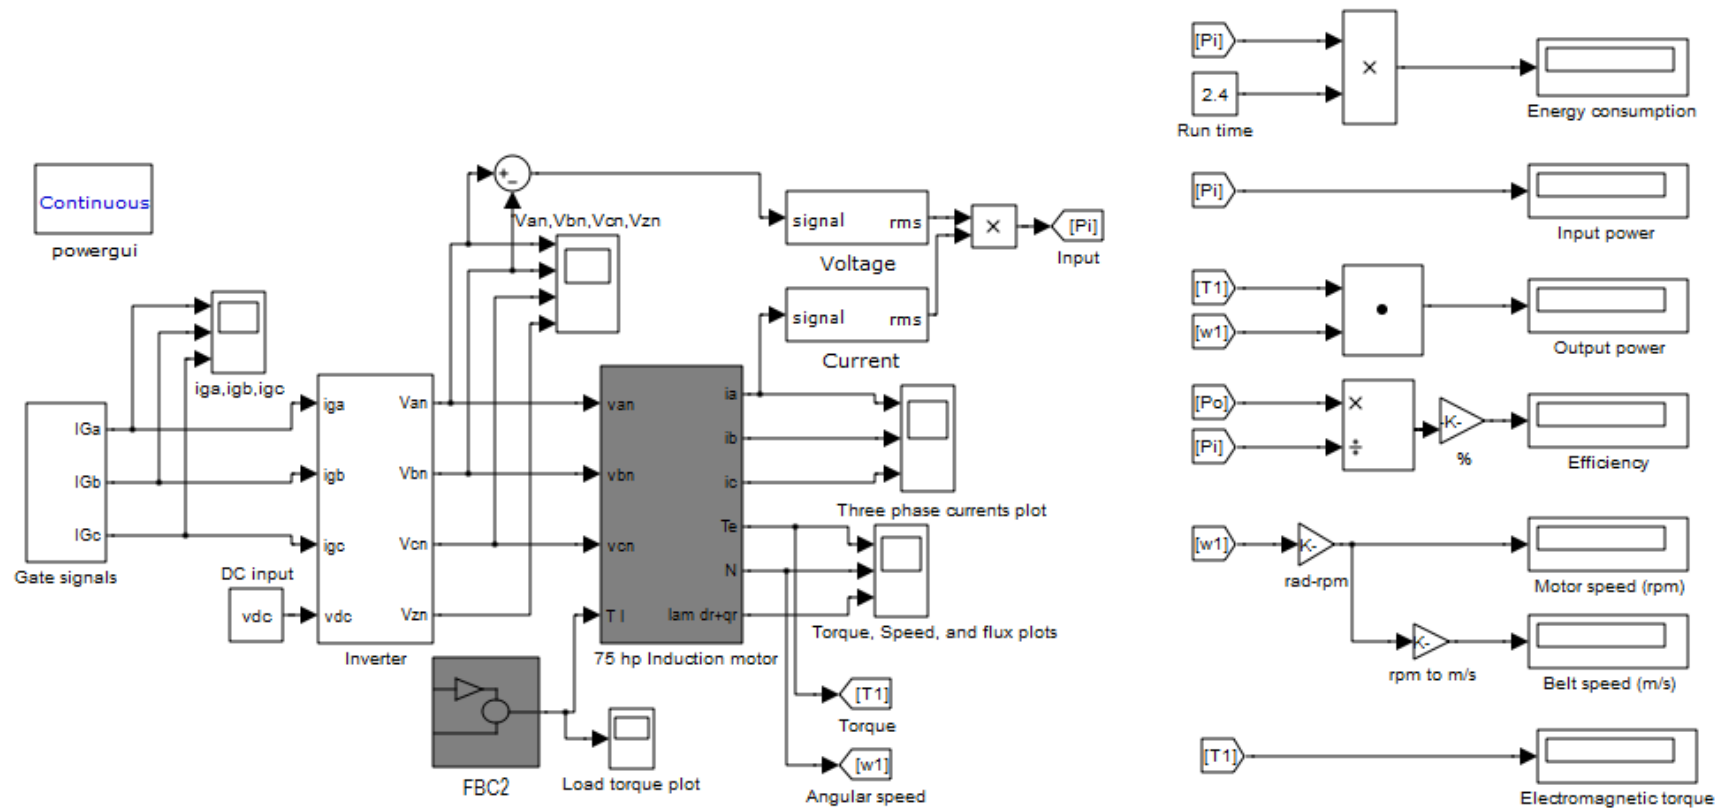 Continuous
powergui
iga,igb,igc
IGa
IGb
IGc
Gate signals
DC input
vdc
iga
igb
igc
vdc
Van
Vbn
Vcn
Vzn
Inverter
+
_
Van,Vbn,Vcn,Vzn
FBC2
Load torque plot
van
vbn
vcn
T l
ia
ib
ic
Te
N
lam dr+qr
75 hp Induction motor
signal rms
Voltage
signal rms
Current
×
[Pi]
Input
Three phase currents plot
Torque, Speed, and flux plots
[T1]
Torque
[w1]
Angular speed
[Pi]
2.4
Run time
×
Energy consumption
[Pi]
Input power
[T1]
[w1]
Output power
[Po]
[Pi]
×
÷
-K-
%
Efficiency
[w1]
K-
rad-rpm
Motor speed (rpm)
K-
rpm to m/s
Belt speed (m/s)
[T1]
Electromagnetic torque